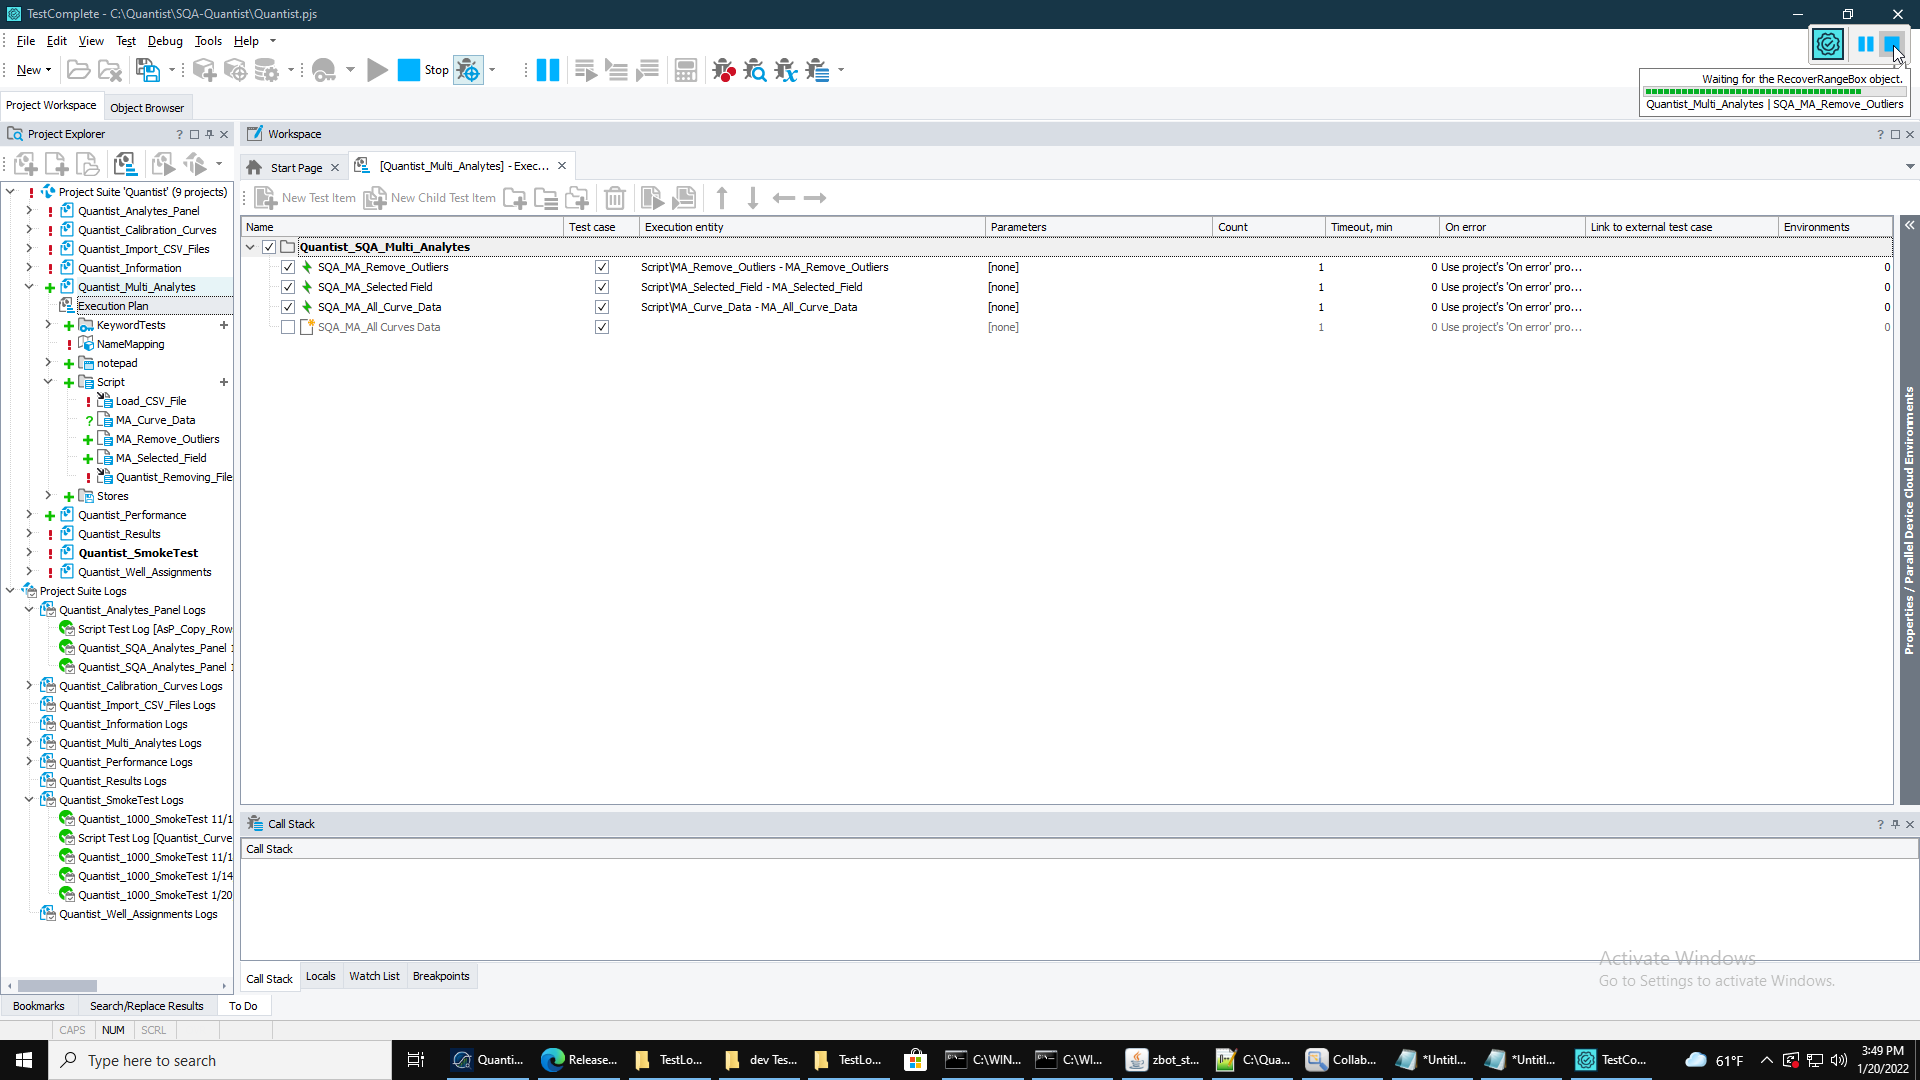 TestComplete - C:\Quantist\SQA-Quantist\Quantist.pjs
File Edit View Test Debug Tools Help
New Stop
Waiting for the RecoverRangeBox object.
Quantist_Multi_Analytes | SQA_MA_Remove_Outliers
Project Workspace Object Browser
Project Explorer
Workspace
Start Page [Quantist_Multi_Analytes] - Exec...
New Test Item New Child Test Item
Name Test case Execution entity Parameters Count Timeout, min On error Link to external test case Environments
Quantist_SQA_Multi_Analytes
SQA_MA_Remove_Outliers Script\MA_Remove_Outliers - MA_Remove_Outliers [none] 1 0 Use project's 'On error' pro... 0
SQA_MA_Selected Field Script\MA_Selected_Field - MA_Selected_Field [none] 1 0 Use project's 'On error' pro... 0
SQA_MA_All_Curve_Data Script\MA_Curve_Data - MA_All_Curve_Data [none] 1 0 Use project's 'On error' pro... 0
SQA_MA_All Curves Data [none] 1 0 Use project's 'On error' pro... 0
Project Suite 'Quantist' (9 projects)
Quantist_Analytes_Panel
Quantist_Calibration_Curves
Quantist_Import_CSV_Files
Quantist_Information
Quantist_Multi_Analytes
Execution Plan
KeywordTests
NameMapping
notepad
Script
Load_CSV_File
MA_Curve_Data
MA_Remove_Outliers
MA_Selected_Field
Quantist_Removing_File
Stores
Quantist_Performance
Quantist_Results
Quantist_SmokeTest
Quantist_Well_Assignments
Project Suite Logs
Quantist_Analytes_Panel Logs
Script Test Log [AsP_Copy_Row
Quantist_SQA_Analytes_Panel 1
Quantist_SQA_Analytes_Panel
Quantist_Calibration_Curves Logs
Quantist_Import_CSV_Files Logs
Quantist_Information Logs
Quantist_Multi_Analytes Logs
Quantist_Performance Logs
Quantist_Results Logs
Quantist_SmokeTest Logs
Quantist_1000_SmokeTest 11/1
Script Test Log [Quantist_Curve
Quantist_1000_SmokeTest 11/1
Quantist_1000_SmokeTest 1/14
Quantist_1000_SmokeTest 1/20
Quantist_Well_Assignments Logs
Properties / Parallel Device Cloud Environments
Call Stack
Call Stack
Call Stack Locals Watch List Breakpoints
Activate Windows
Go to Settings to activate Windows.
Bookmarks Search/Replace Results To Do
CAPS NUM SCRL
Type here to search
Quanti... Release... TestLo... dev Tes... TestLo... C:\WIN... C:\WI... zbot_st... C:\Qua... Collab... *Untitl... *Untitl... TestCo... 61°F
3:49 PM
1/20/2022